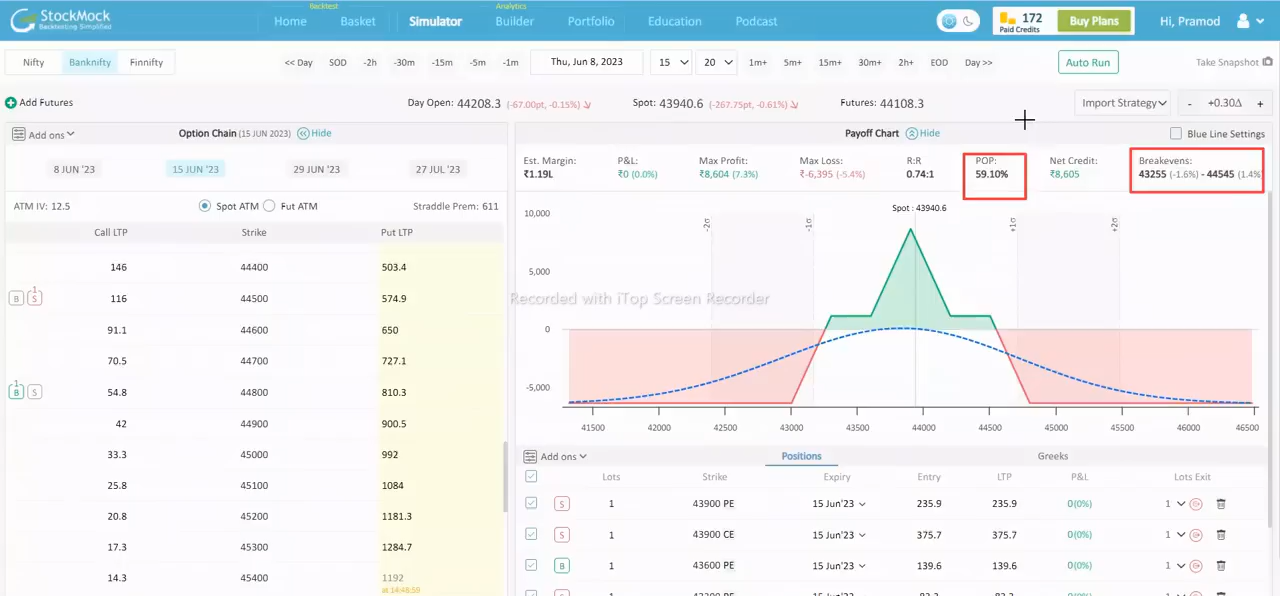 StockMock
Backtesting Simplified
Home
Backtest
Basket
Simulator
Analytics
Builder
Portfolio
Education
Podcast
172
Paid Credits
Buy Plans
Hi, Pramod
Nifty
Banknifty
Finnifty
<< Day
SOD
-2h
-30m
-15m
-5m
-1m
Thu, Jun 8, 2023
15
20
1m+
5m+
15m+
30m+
2h+
EOD
Day >>
Auto Run
Take Snapshot
Add Futures
Day Open: 44208.3 (-67.00pt, -0.15%)
Spot: 43940.6 (-267.75pt, -0.61%)
Futures: 44108.3
Import Strategy
- +0.30Δ +
Add ons
Option Chain (15 JUN 2023) Hide
8 JUN '23
15 JUN '23
29 JUN '23
27 JUL '23
ATM IV: 12.5
Spot ATM
Fut ATM
Straddle Prem: 611
Call LTP Strike Put LTP
146 44400 503.4
B 1 S 116 44500 574.9
91.1 44600 650
70.5 44700 727.1
1 B S 54.8 44800 810.3
42 44900 900.5
33.3 45000 992
25.8 45100 1084
20.8 45200 1181.3
17.3 45300 1284.7
14.3 45400 1192
at 14:48:59
Payoff Chart Hide
Blue Line Settings
Est. Margin:
₹1.19L
P&L:
₹0 (0.0%)
Max Profit:
₹8,604 (7.3%)
Max Loss:
₹-6,395 (-5.4%)
R:R
0.74:1
POP:
59.10%
Net Credit:
₹8,605
Breakevens:
43255 (-1.6%) - 44545 (1.4%
Spot : 43940.6
10,000
5,000
0
-5,000
-2σ
-1σ
+1σ
+2σ
Recorded with iTop Screen Recorder
41500 42000 42500 43000 43500 44000 44500 45000 45500 46000 46500
Add ons
Positions
Greeks
Lots Strike Expiry Entry LTP P&L Lots Exit
S 1 43900 PE 15 Jun'23 235.9 235.9 0(0%) 1
S 1 43900 CE 15 Jun'23 375.7 375.7 0(0%) 1
B 1 43600 PE 15 Jun'23 139.6 139.6 0(0%) 1